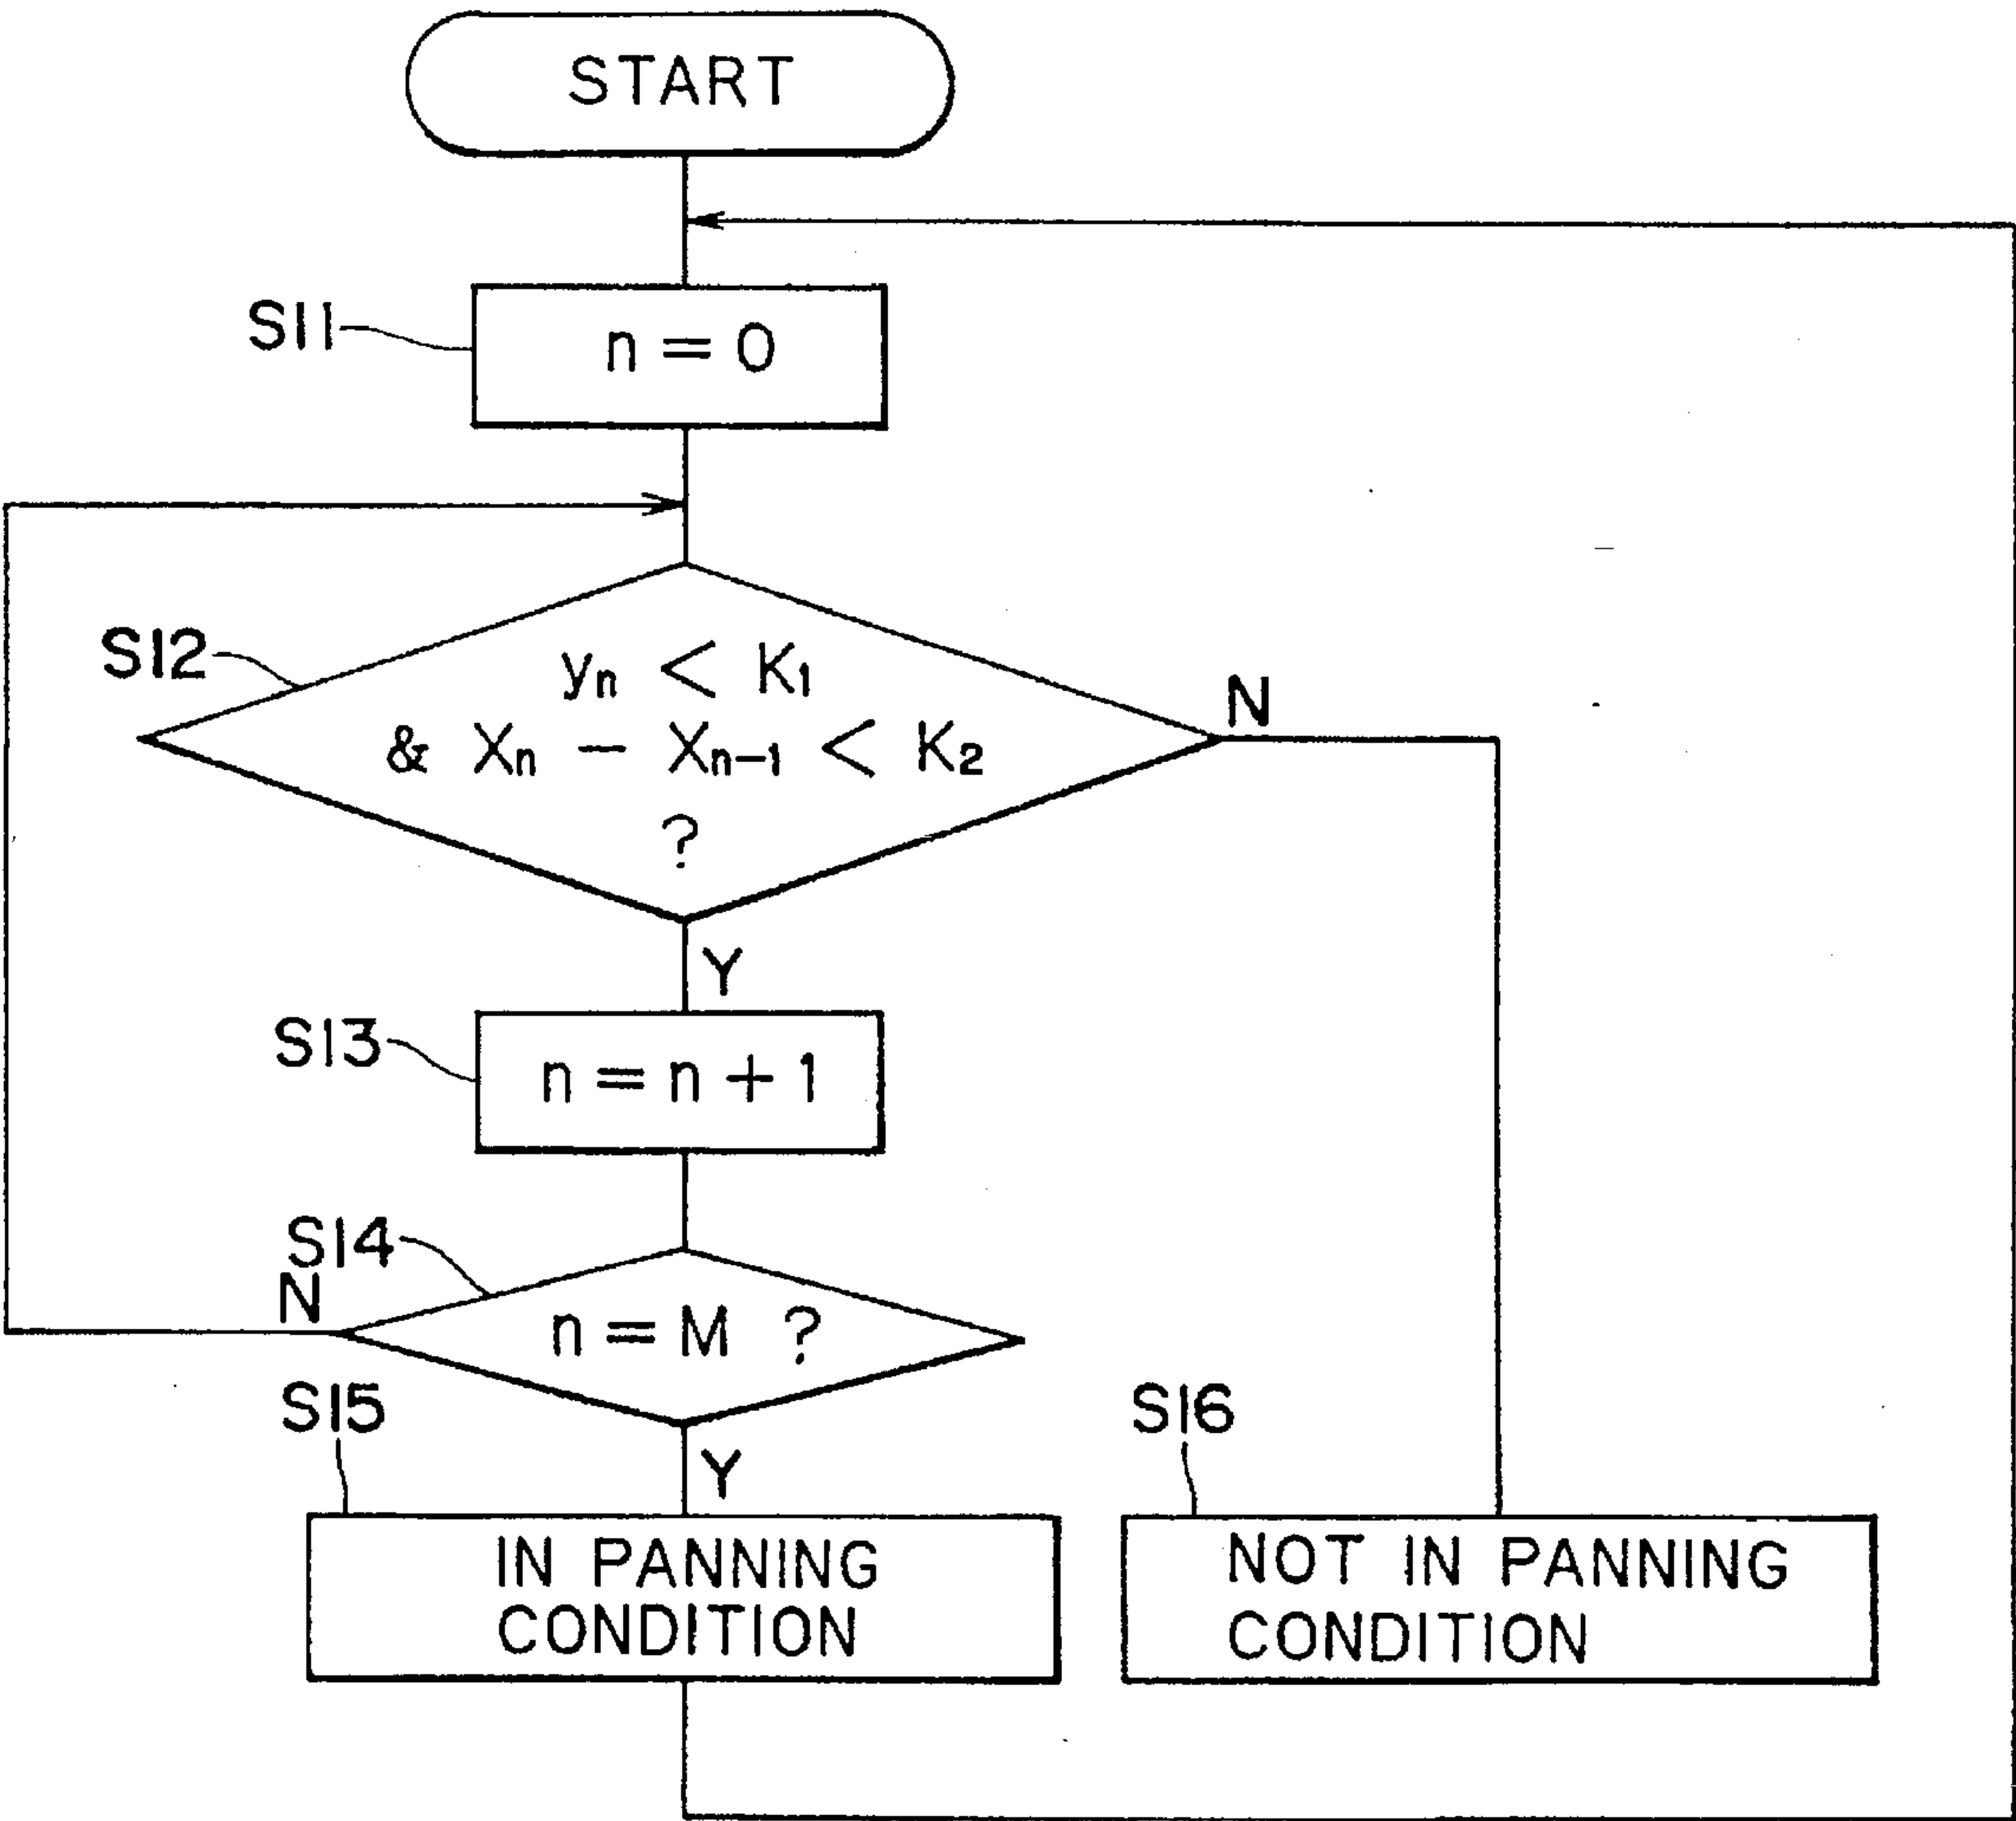 START
S11
n = 0
S12
yₙ < K₁
& Xₙ − Xₙ₋₁ < K₂
?
N
Y
S13
n = n + 1
S14
N
n = M ?
S15
Y
S16
IN PANNING
CONDITION
NOT IN PANNING
CONDITION